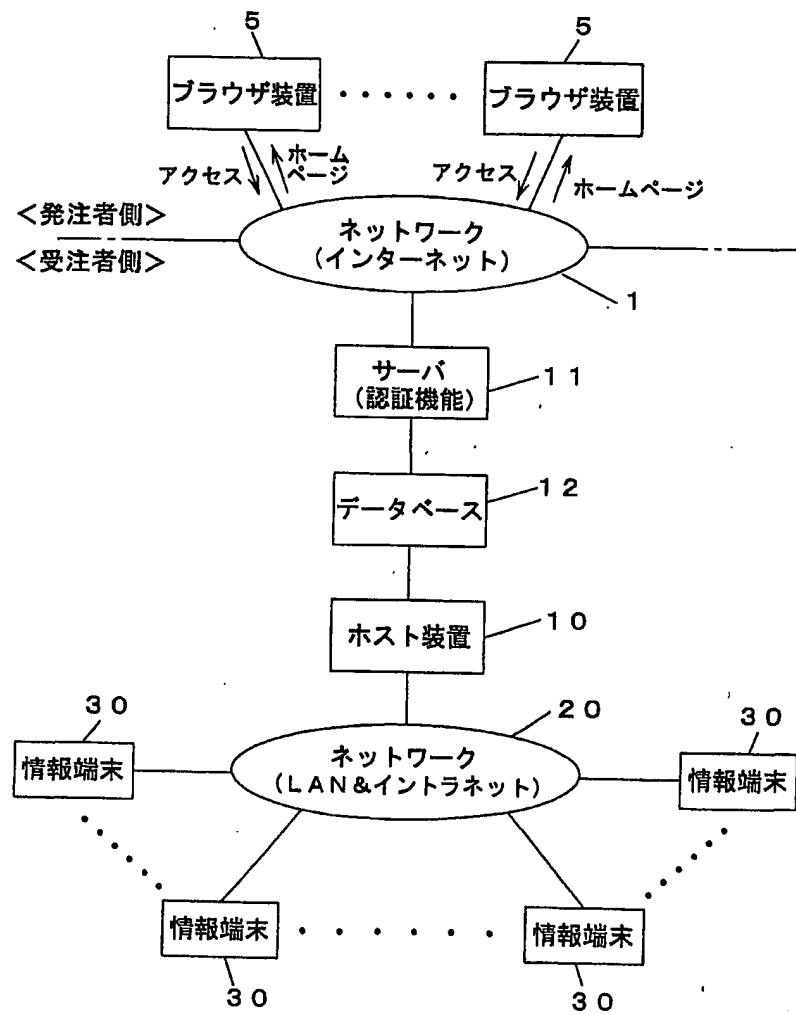 5
5
ブラウザ装置
ブラウザ装置
アクセス
ホーム
ページ
アクセス
ホームページ
<発注者側>
<受注者側>
ネットワーク
(インターネット)
1
サーバ
(認証機能)
11
データベース
12
ホスト装置
10
30
20
30
情報端末
ネットワーク
(LAN&イントラネット)
情報端末
情報端末
情報端末
30
30